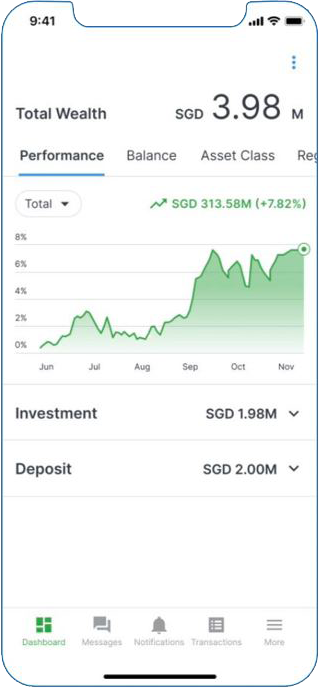 9:41
Total Wealth SGD 3.98 M
Performance Balance Asset Class Reg
Total SGD 313.58M (+7.82%)
8%
6%
4%
2%
0%
Jun Jul Aug Sep Oct Nov
Investment SGD 1.98M
Deposit SGD 2.00M
Dashboard Messages Notifications Transactions More